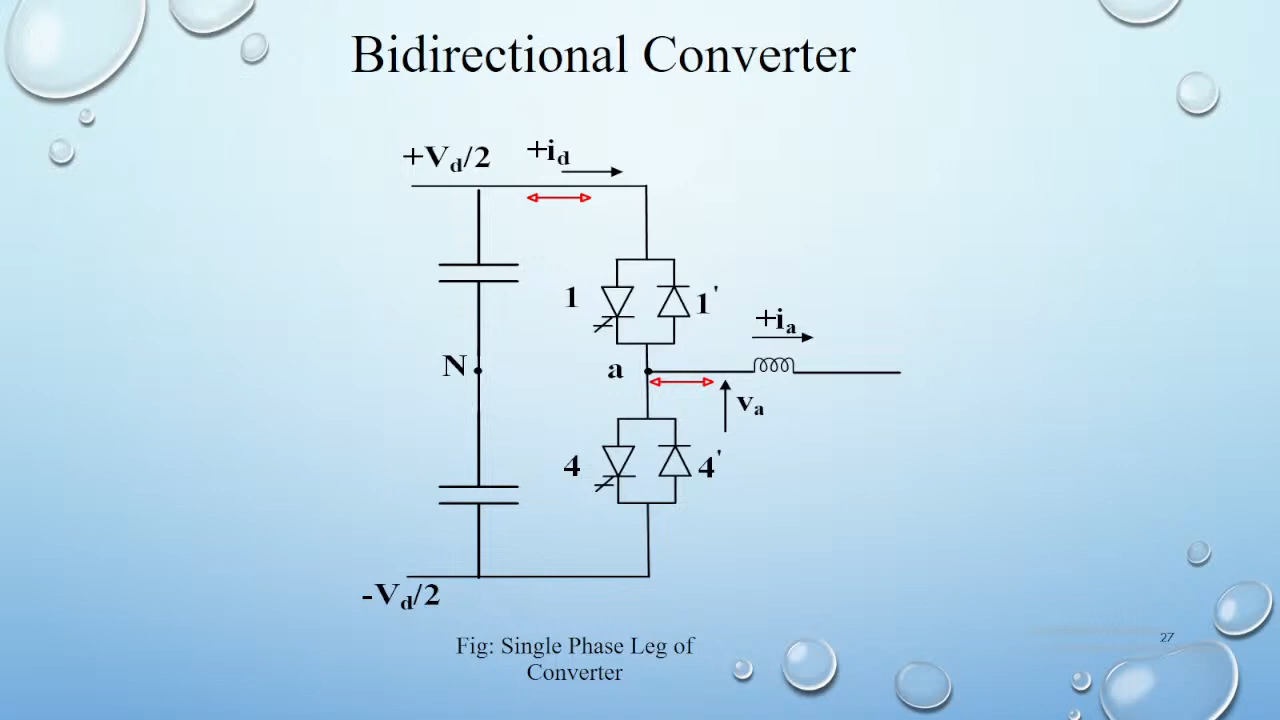 Bidirectional Converter
+Vd/2
+id
1
1'
+ia
N
a
va
4
4'
-Vd/2
Fig: Single Phase Leg of
Converter
27